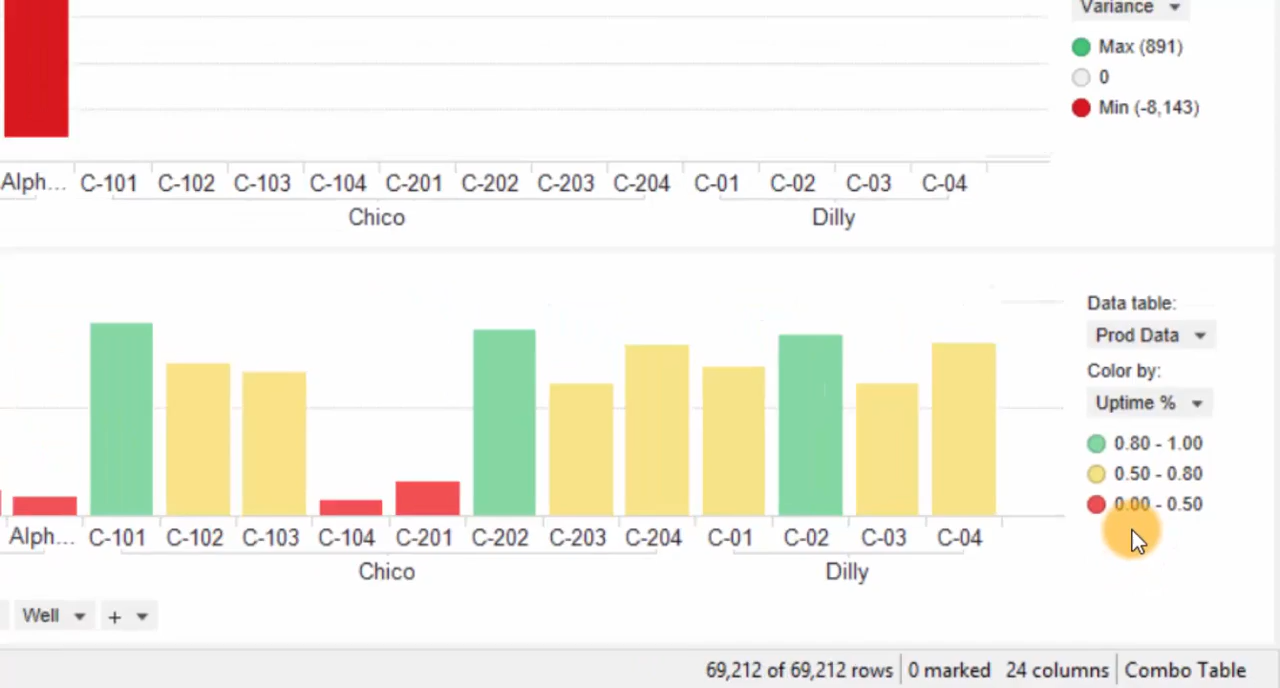 Variance
Max (891)
0
Min (-8,143)
Alph... C-101 C-102 C-103 C-104 C-201 C-202 C-203 C-204 C-01 C-02 C-03 C-04
Chico Dilly
Data table:
Prod Data
Color by:
Uptime %
0.80 - 1.00
0.50 - 0.80
0.00 - 0.50
Alph... C-101 C-102 C-103 C-104 C-201 C-202 C-203 C-204 C-01 C-02 C-03 C-04
Chico Dilly
Well +
69,212 of 69,212 rows 0 marked 24 columns Combo Table